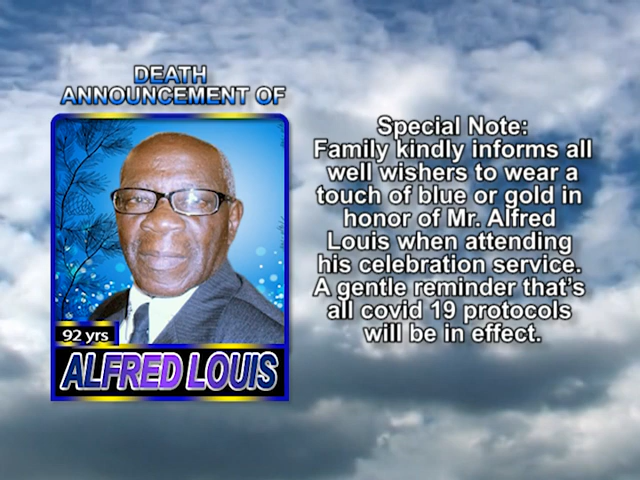 DEATH
ANNOUNCEMENT OF
92 yrs
ALFRED LOUIS
Special Note:
Family kindly informs all
well wishers to wear a
touch of blue or gold in
honor of Mr. Alfred
Louis when attending
his celebration service.
A gentle reminder that's
all covid 19 protocols
will be in effect.